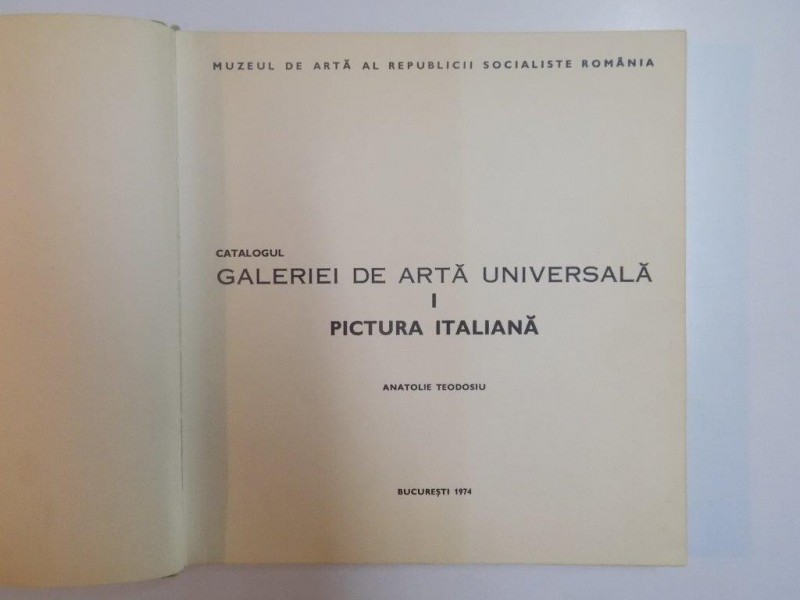 MUZEUL DE ARTĂ AL REPUBLICII SOCIALISTE ROMÂNIA
CATALOGUL
GALERIEI DE ARTĂ UNIVERSALĂ
I
PICTURA ITALIANĂ
ANATOLIE TEODOSIU
BUCUREȘTI 1974